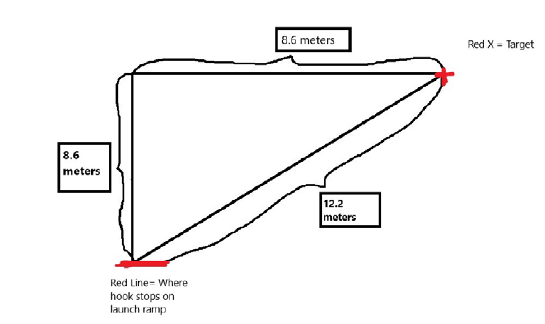 8.6 meters
Red X = Target
8.6
meters
12.2
meters
Red Line= Where
hook stops on
launch ramp